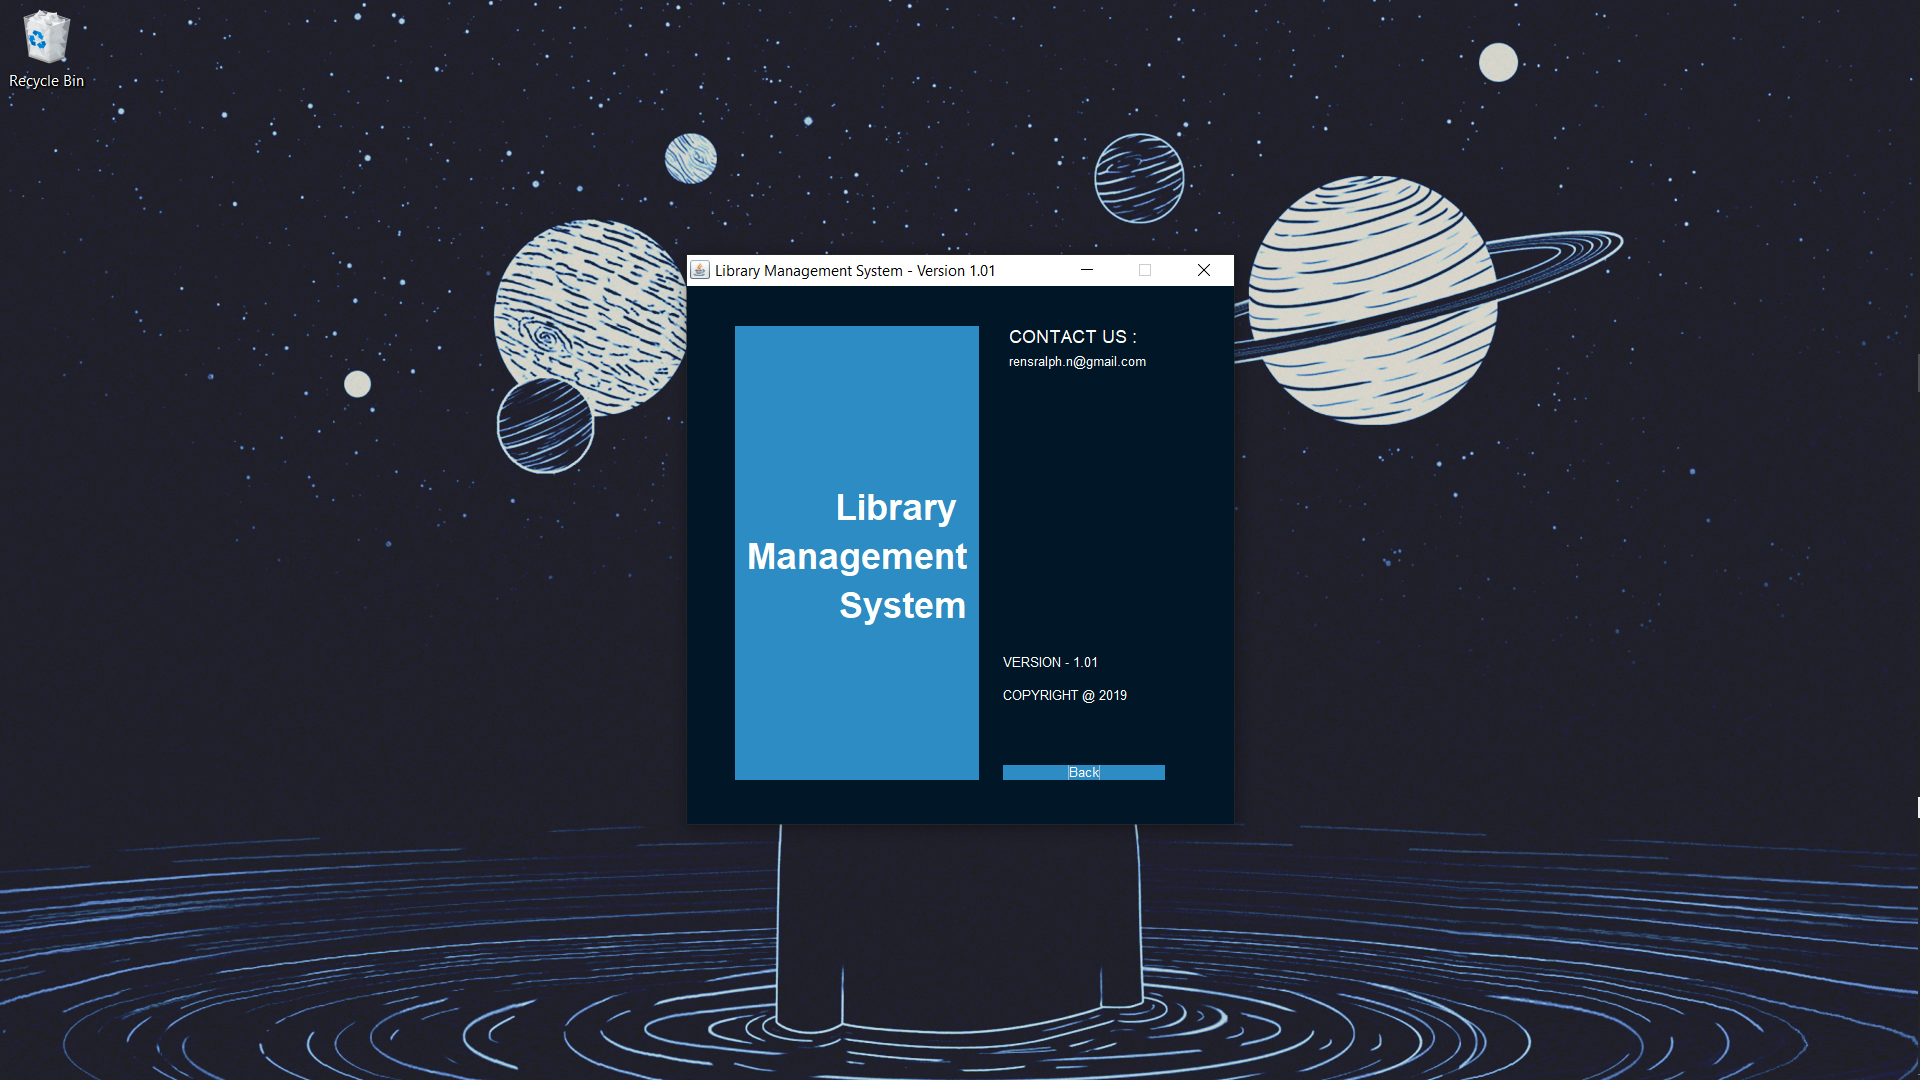 Recycle Bin
Library Management System - Version 1.01
Library
Management
System
CONTACT US :
rensralph.n@gmail.com
VERSION - 1.01
COPYRIGHT @ 2019
Back